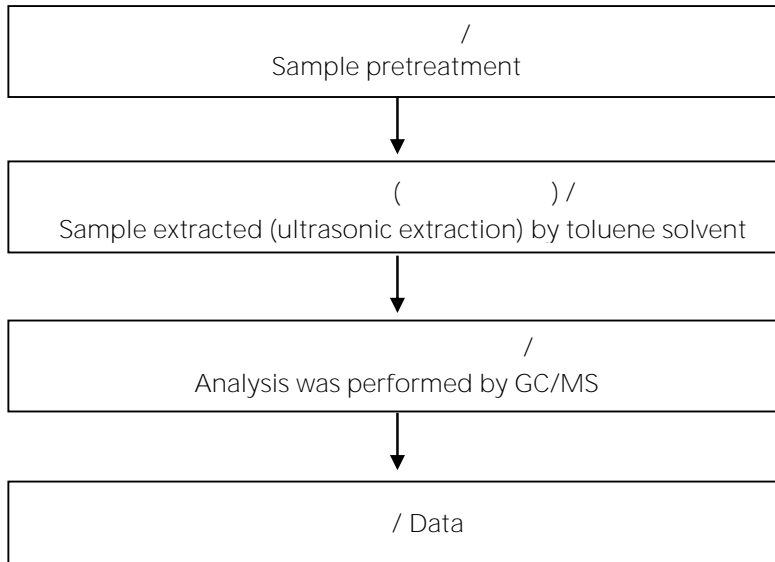 /
Sample pretreatment
( ) /
Sample extracted (ultrasonic extraction) by toluene solvent
/
Analysis was performed by GC/MS
/ Data